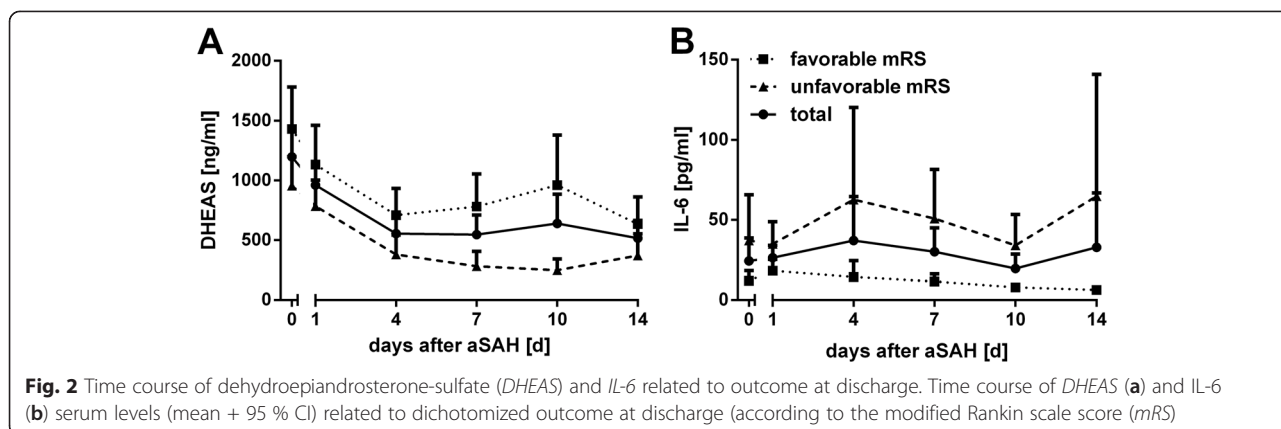 A
2000
1500
1000
500
0
DHEAS [ng/ml]
0 1 4 7 10 14
days after aSAH [d]
B
150
100
50
0
IL-6 [pg/ml]
favorable mRS
unfavorable mRS
total
0 1 4 7 10 14
days after aSAH [d]
Fig. 2 Time course of dehydroepiandrosterone-sulfate (DHEAS) and IL-6 related to outcome at discharge. Time course of DHEAS (a) and IL-6
(b) serum levels (mean + 95 % CI) related to dichotomized outcome at discharge (according to the modified Rankin scale score (mRS)